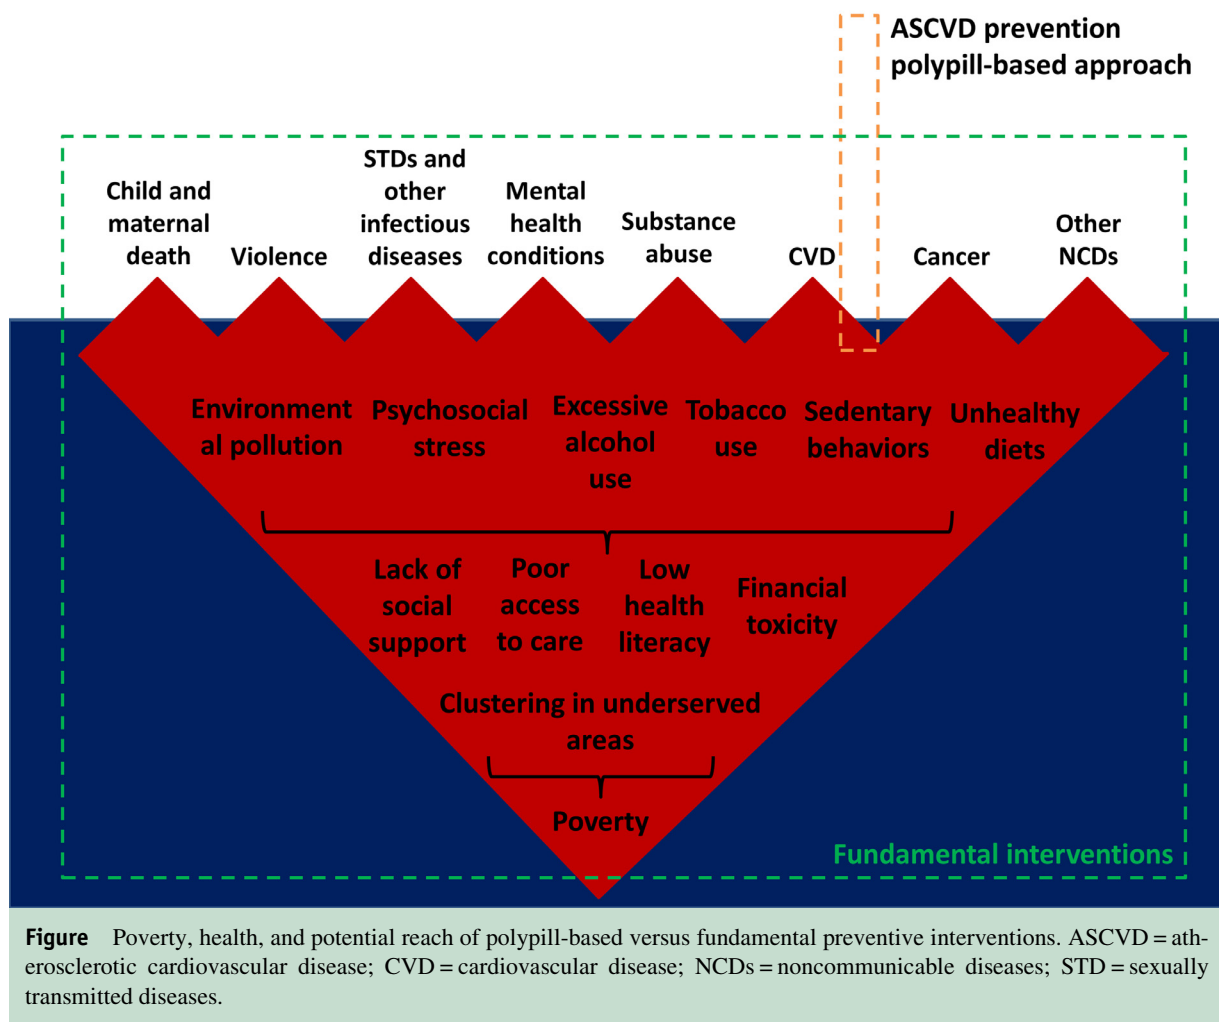 ASCVD prevention
polypill-based approach
Child and
maternal
death
Violence
STDs and
other
infectious
diseases
Mental
health
conditions
Substance
abuse
CVD
Cancer
Other
NCDs
Environment
al pollution
Psychosocial
stress
Excessive
alcohol
use
Tobacco
use
Sedentary
behaviors
Unhealthy
diets
Lack of
social
support
Poor
access
to care
Low
health
literacy
Financial
toxicity
Clustering in underserved
areas
Poverty
Fundamental interventions
Figure Poverty, health, and potential reach of polypill-based versus fundamental preventive interventions. ASCVD = ath-
erosclerotic cardiovascular disease; CVD = cardiovascular disease; NCDs = noncommunicable diseases; STD = sexually
transmitted diseases.